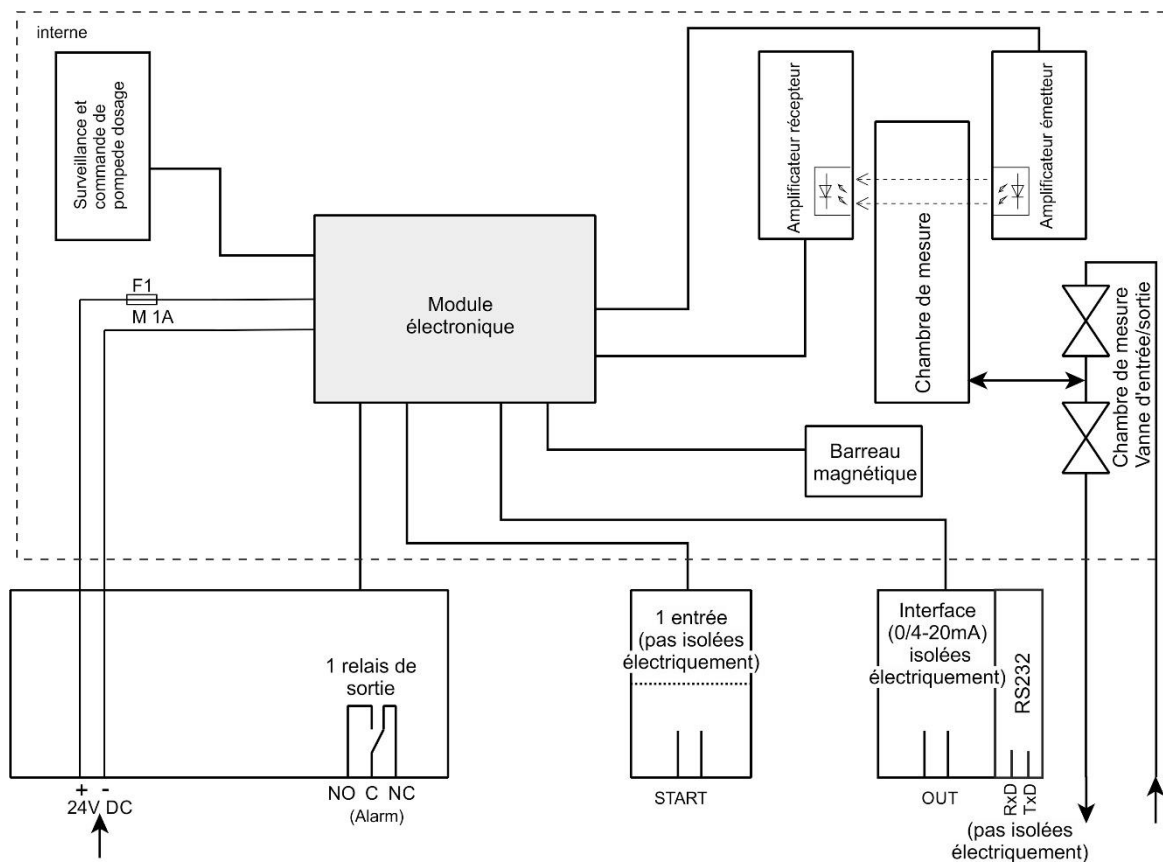 interne
Surveillance et
commande de
pompede dosage
F1
M 1A
Module
électronique
Amplificateur récepteur
Chambre de mesure
Amplificateur émetteur
Chambre de mesure
Vanne d'entrée/sortie
Barreau
magnétique
1 relais de
sortie
NO C NC
(Alarm)
+ -
24V DC
1 entrée
(pas isolées
électriquement)
START
Interface
(0/4-20mA)
isolées
électriquement)
OUT
RS232
RxD
TxD
(pas isolées
électriquement)